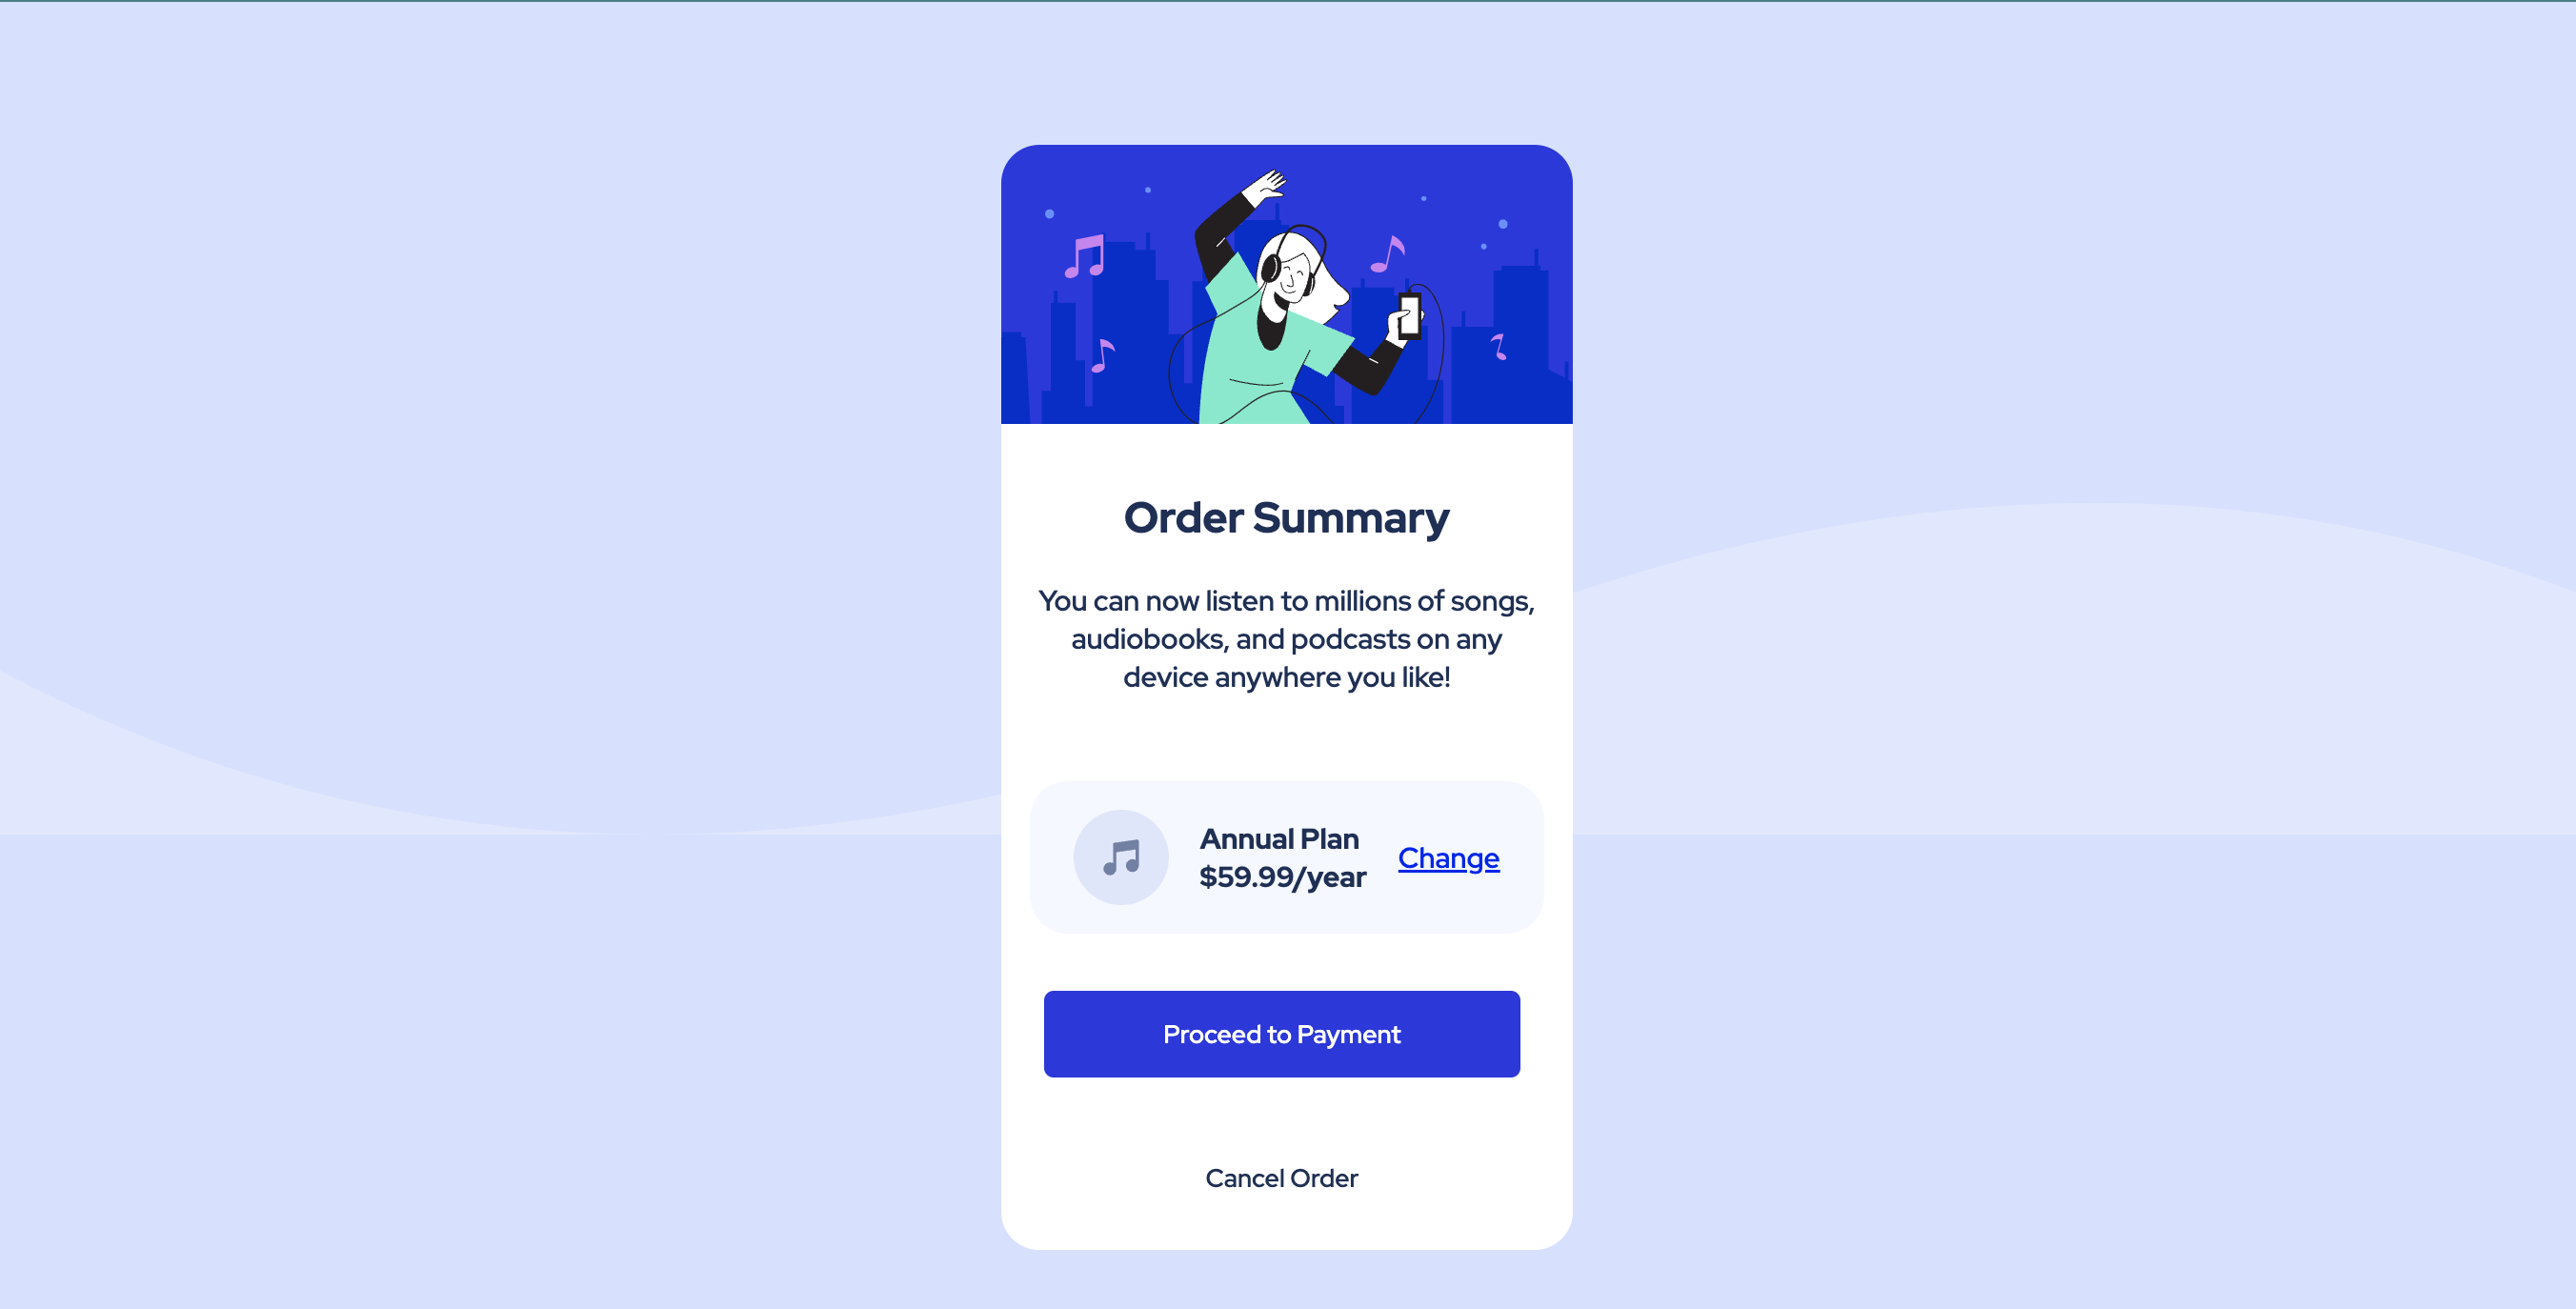 Order Summary
You can now listen to millions of songs,
audiobooks, and podcasts on any
device anywhere you like!
Annual Plan
$59.99/year
Change
Proceed to Payment
Cancel Order